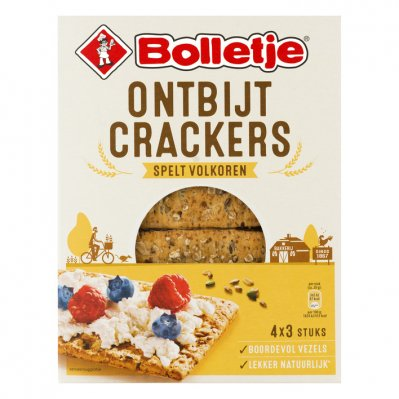 Bolletje®
ONTBIJT
CRACKERS
SPELT VOLKOREN
BAKKERIJ
SINDS
1867
4x3 STUKS
✓ BOORDEVOL VEZELS
✓ LEKKER NATUURLIJK*